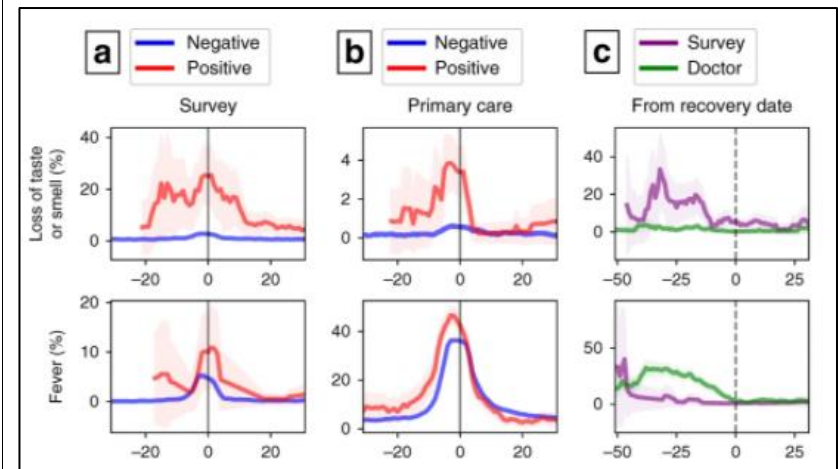 a
Negative
Positive
b
Negative
Positive
c
Survey
Doctor
Survey
Primary care
From recovery date
Loss of taste
or smell (%)
40
20
0
−20
0
20
4
2
0
−20
0
20
40
20
0
−50
−25
0
25
Fever (%)
20
10
0
−20
0
20
40
20
0
−20
0
20
50
0
−50
−25
0
25